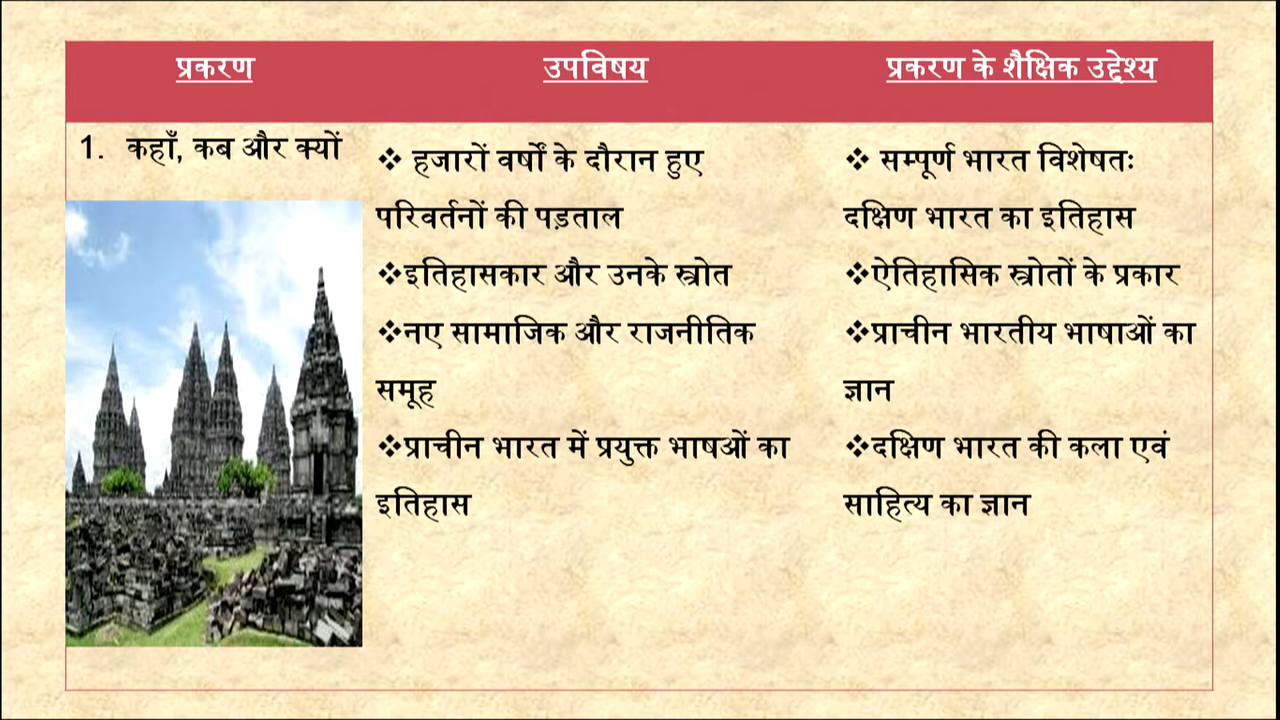 प्रकरण
उपविषय
प्रकरण के शैक्षिक उद्देश्य
1. कहाँ, कब और क्यों
❖ हजारों वर्षों के दौरान हुए
परिवर्तनों की पड़ताल
❖इतिहासकार और उनके स्त्रोत
❖नए सामाजिक और राजनीतिक
समूह
❖प्राचीन भारत में प्रयुक्त भाषओं का
इतिहास
❖ सम्पूर्ण भारत विशेषतः
दक्षिण भारत का इतिहास
❖ऐतिहासिक स्त्रोतों के प्रकार
❖प्राचीन भारतीय भाषाओं का
ज्ञान
❖दक्षिण भारत की कला एवं
साहित्य का ज्ञान